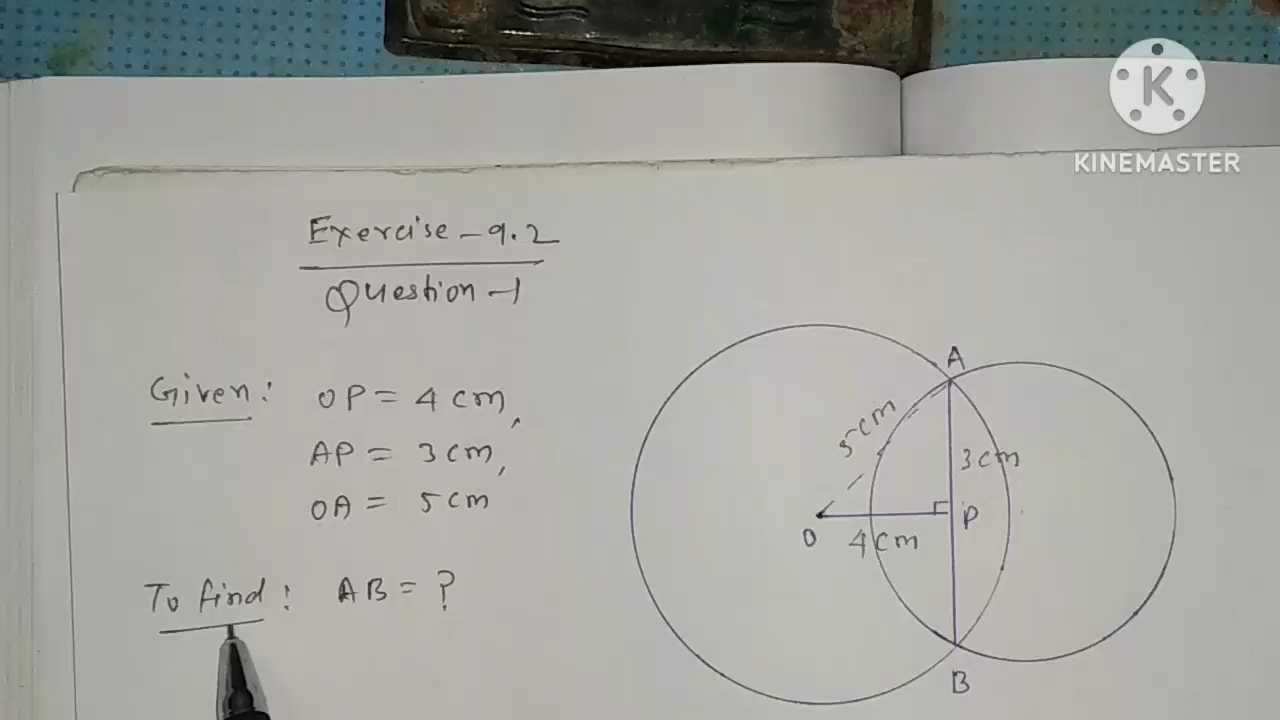 KINEMASTER
Exercise - 9.2
Question - 1
Given: OP = 4 cm,
AP = 3 cm,
OA = 5 cm
To find: AB = ?
A
5 cm
3 cm
O
4 cm
P
B